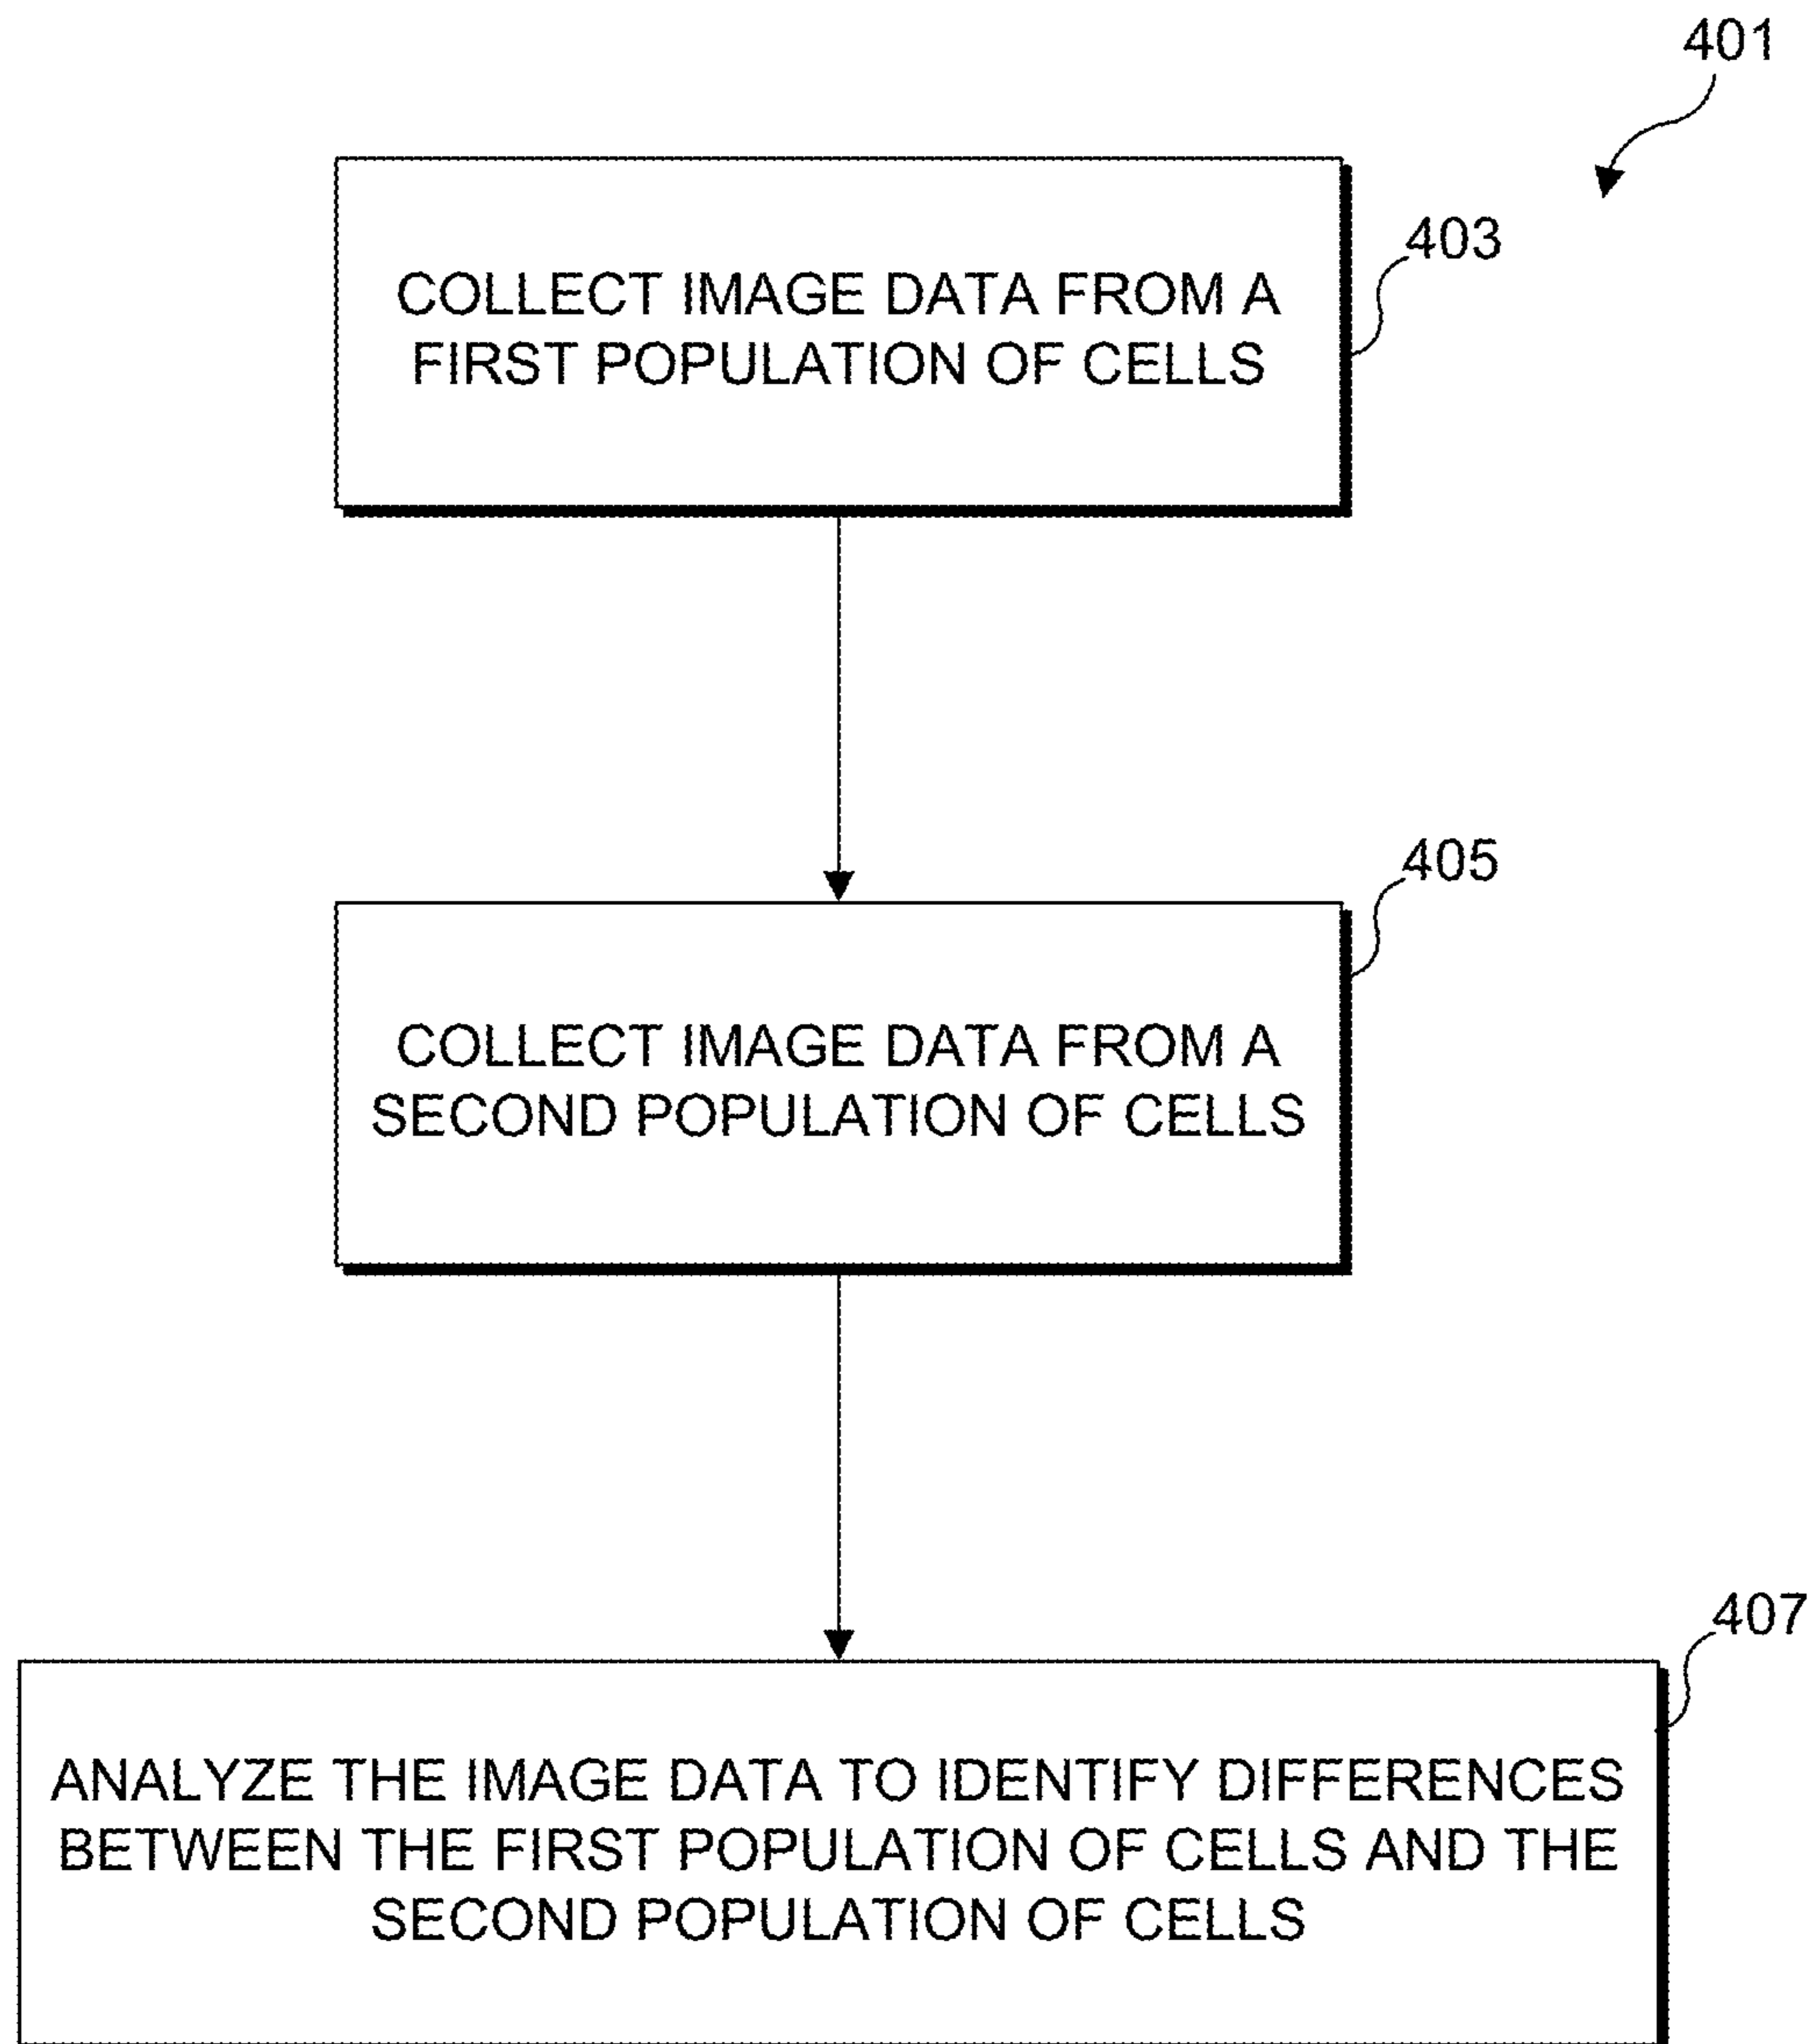 401
403
COLLECT IMAGE DATA FROM A
FIRST POPULATION OF CELLS
405
COLLECT IMAGE DATA FROM A
SECOND POPULATION OF CELLS
407
ANALYZE THE IMAGE DATA TO IDENTIFY DIFFERENCES
BETWEEN THE FIRST POPULATION OF CELLS AND THE
SECOND POPULATION OF CELLS